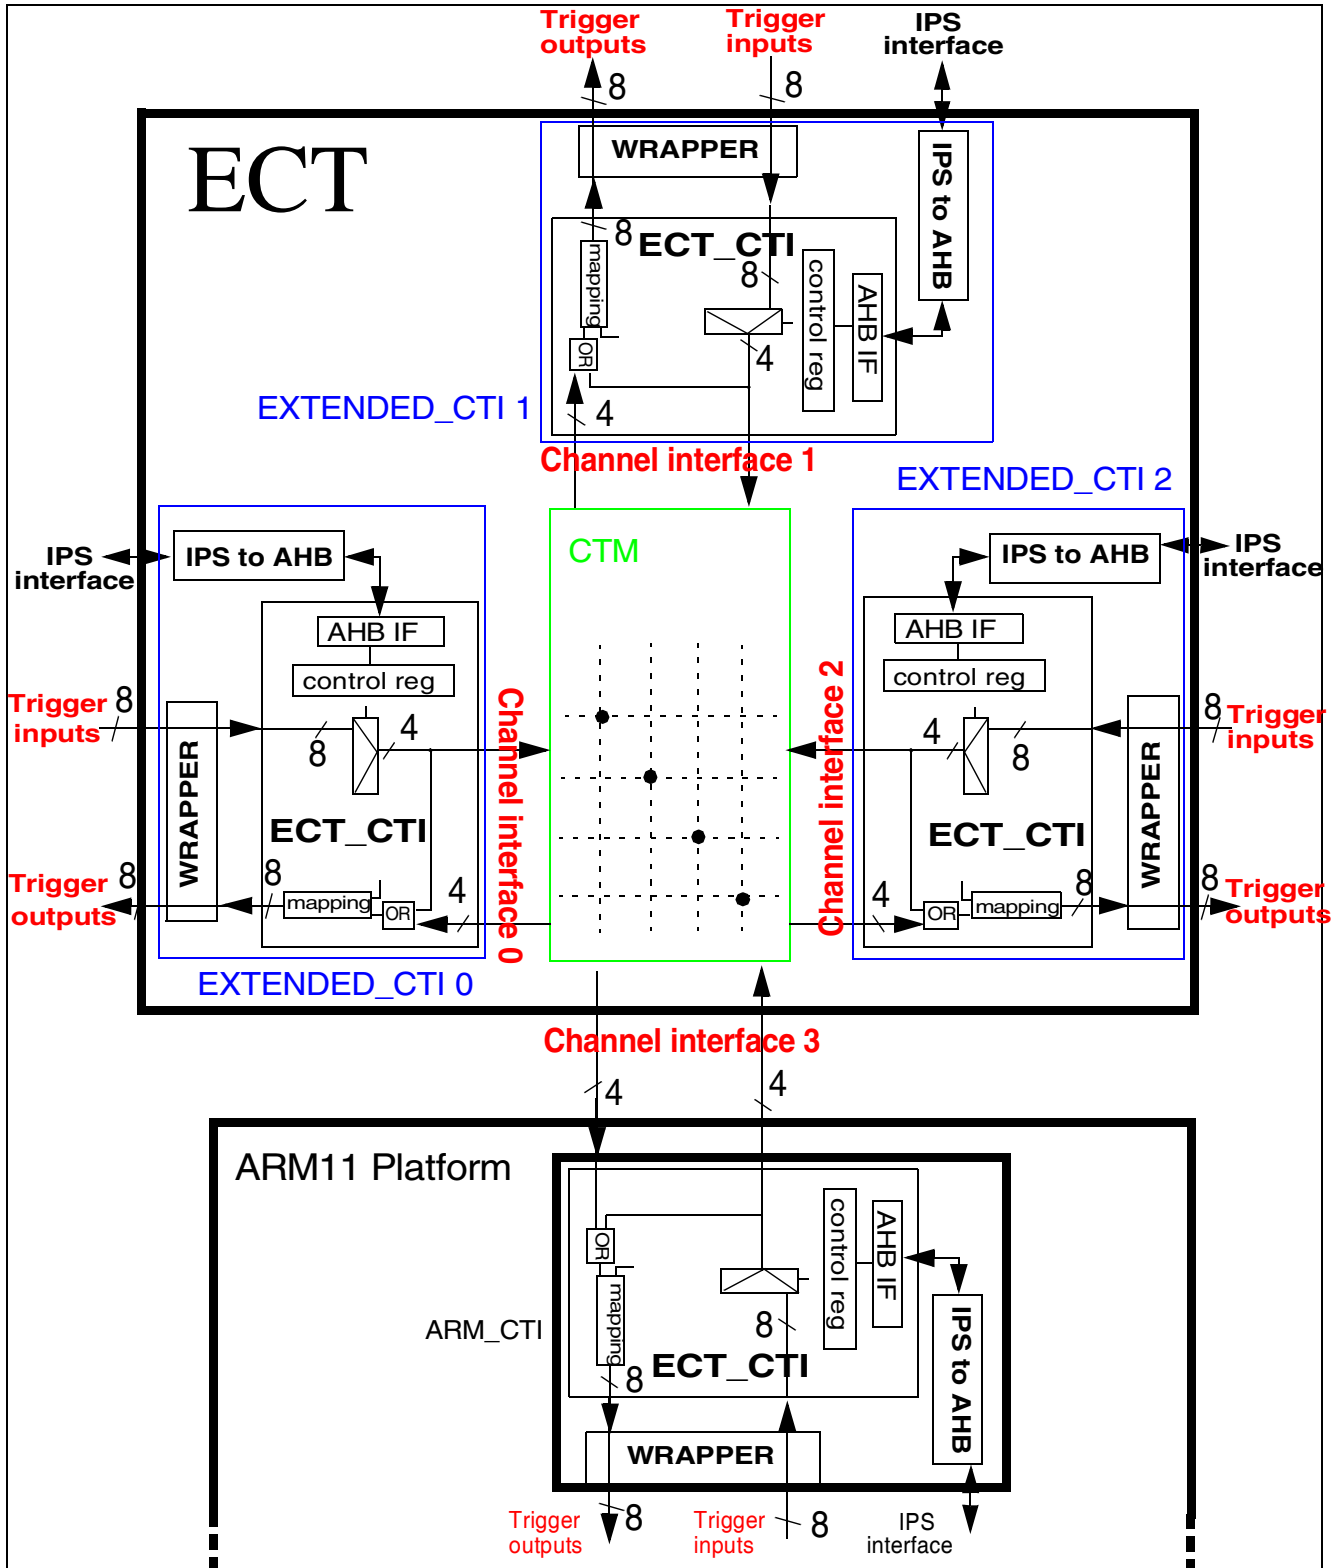 Trigger
outputs
Trigger
inputs
IPS
interface
8
8
ECT
WRAPPER
IPS to AHB
8
ECT_CTI
8
mapping
control reg
AHB IF
OR
4
4
EXTENDED_CTI 1
Channel interface 1
EXTENDED_CTI 2
IPS
interface
IPS to AHB
CTM
IPS to AHB
IPS
interface
AHB IF
control reg
AHB IF
control reg
Trigger
inputs
8
WRAPPER
8
4
Channel interface 0
Channel interface 2
4
8
WRAPPER
8
Trigger
inputs
ECT_CTI
ECT_CTI
Trigger
outputs
8
8
mapping
OR
4
4
OR
mapping
8
8
Trigger
outputs
EXTENDED_CTI 0
Channel interface 3
4
4
ARM11 Platform
OR
mapping
control reg
AHB IF
ARM_CTI
8
8
ECT_CTI
IPS to AHB
WRAPPER
Trigger
outputs
8
Trigger
inputs
8
IPS
interface